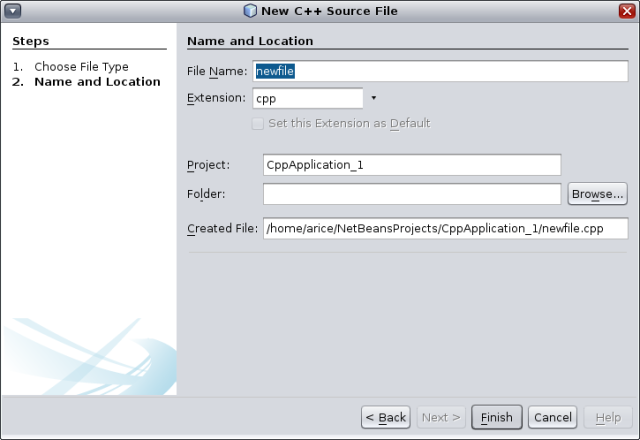 New C++ Source File
Steps
1. Choose File Type
2. Name and Location
Name and Location
File Name: newfile
Extension: cpp
Set this Extension as Default
Project: CppApplication_1
Folder: Browse...
Created File: /home/arice/NetBeansProjects/CppApplication_1/newfile.cpp
< Back Next > Finish Cancel Help